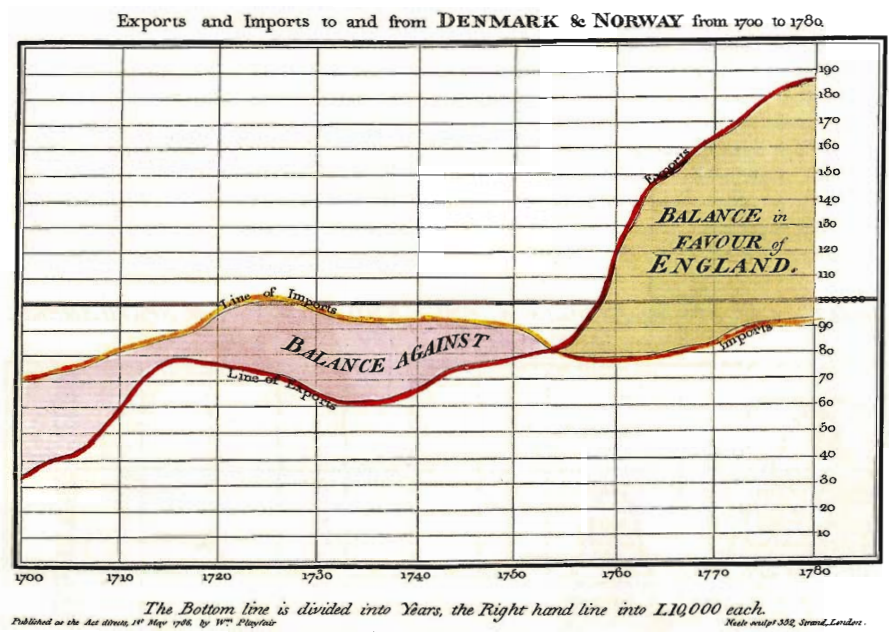 Exports and Imports to and from DENMARK & NORWAY from 1700 to 1780
190
180
170
160
150
Exports
140
BALANCE in
130
FAVOUR of
120
ENGLAND.
110
Line of Imports
100,000
90
Imports
BALANCE AGAINST
80
Line of Exports
70
60
50
40
30
20
10
1700 1710 1720 1730 1740 1750 1760 1770 1780
The Bottom line is divided into Years, the Right hand line into L10,000 each.
Published as the Act directs, 1st May 1786, by Wm. Playfair
Neele sculpt 352, Strand, London.